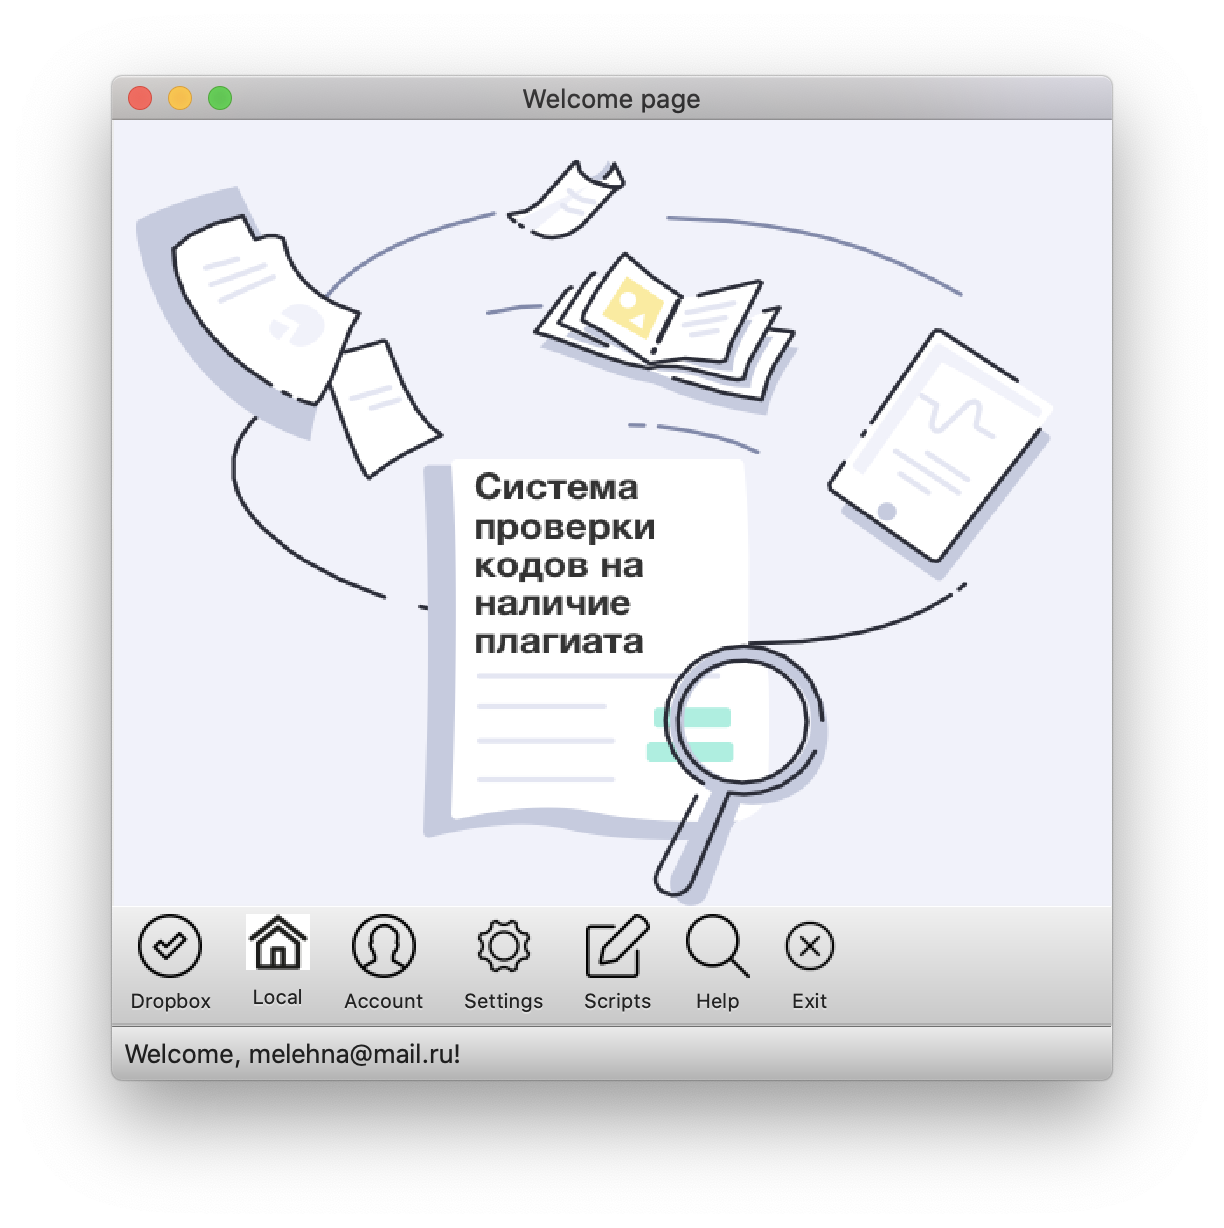 Welcome page
Система
проверки
кодов на
наличие
плагиата
Dropbox
Local
Account
Settings
Scripts
Help
Exit
Welcome, melehna@mail.ru!